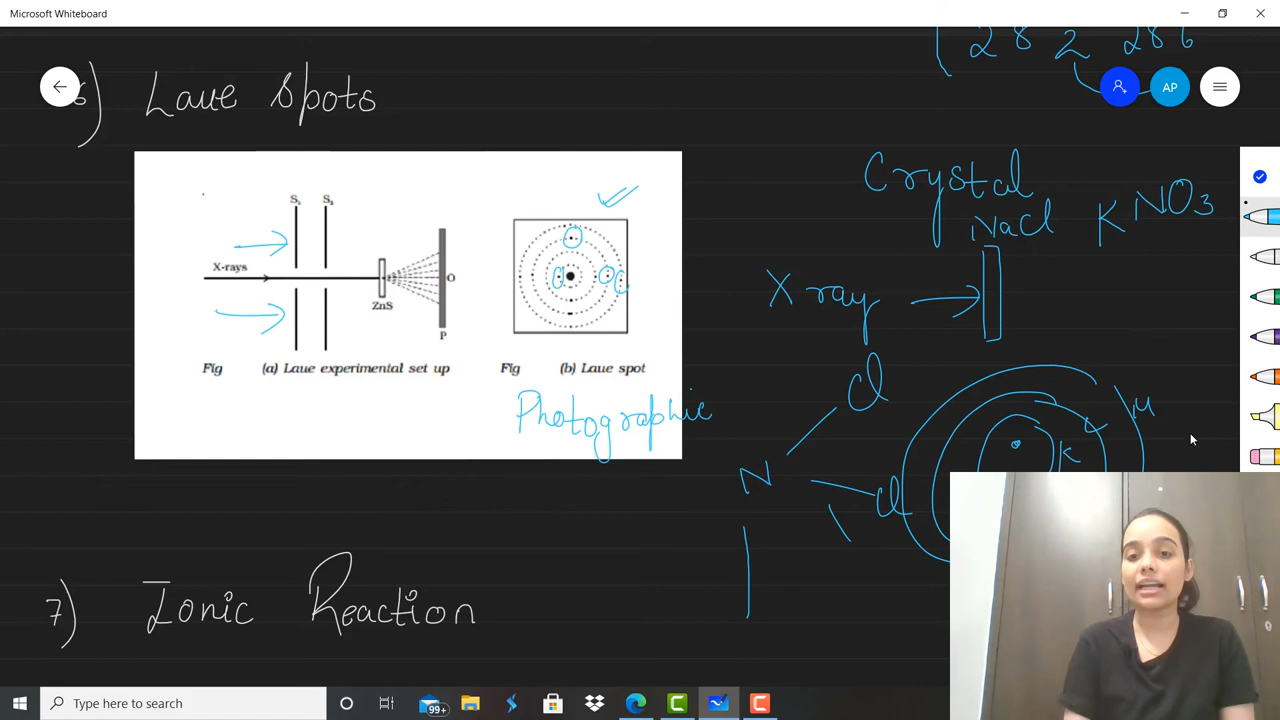 Microsoft Whiteboard
2 8 2 2 8 6
6) Laue Spots
AP
Crystal
NaCl KNO3
X ray
S₁ S₂
X-rays
ZnS
O
P
Fig (a) Laue experimental set up
Fig (b) Laue spot
Photographic
Cl
N
Cl
K
M
7) Ionic Reaction
Type here to search
99+